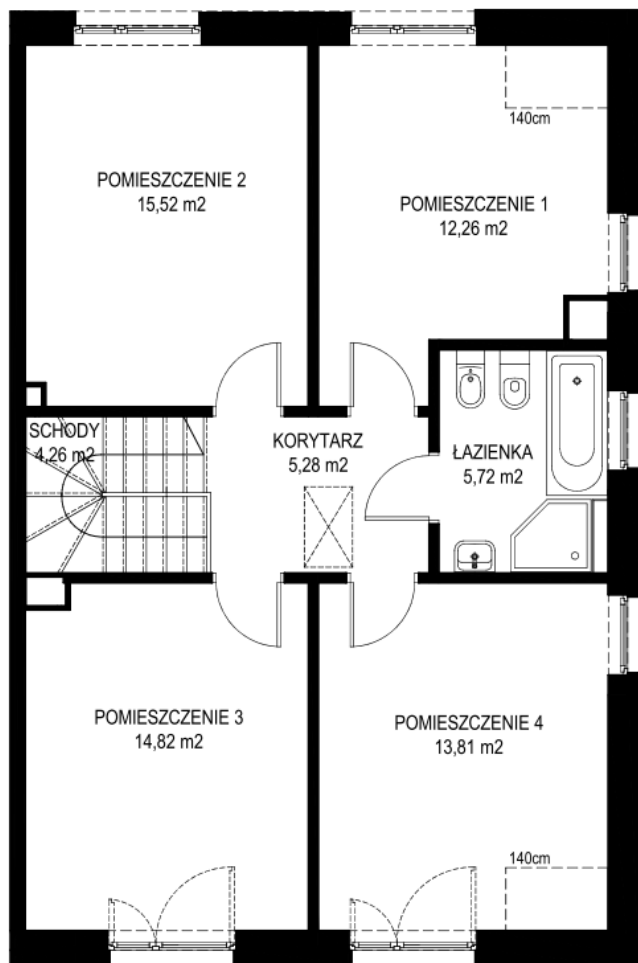 140cm
POMIESZCZENIE 2
15,52 m2
POMIESZCZENIE 1
12,26 m2
SCHODY
4,26 m2
KORYTARZ
5,28 m2
ŁAZIENKA
5,72 m2
POMIESZCZENIE 3
14,82 m2
POMIESZCZENIE 4
13,81 m2
140cm